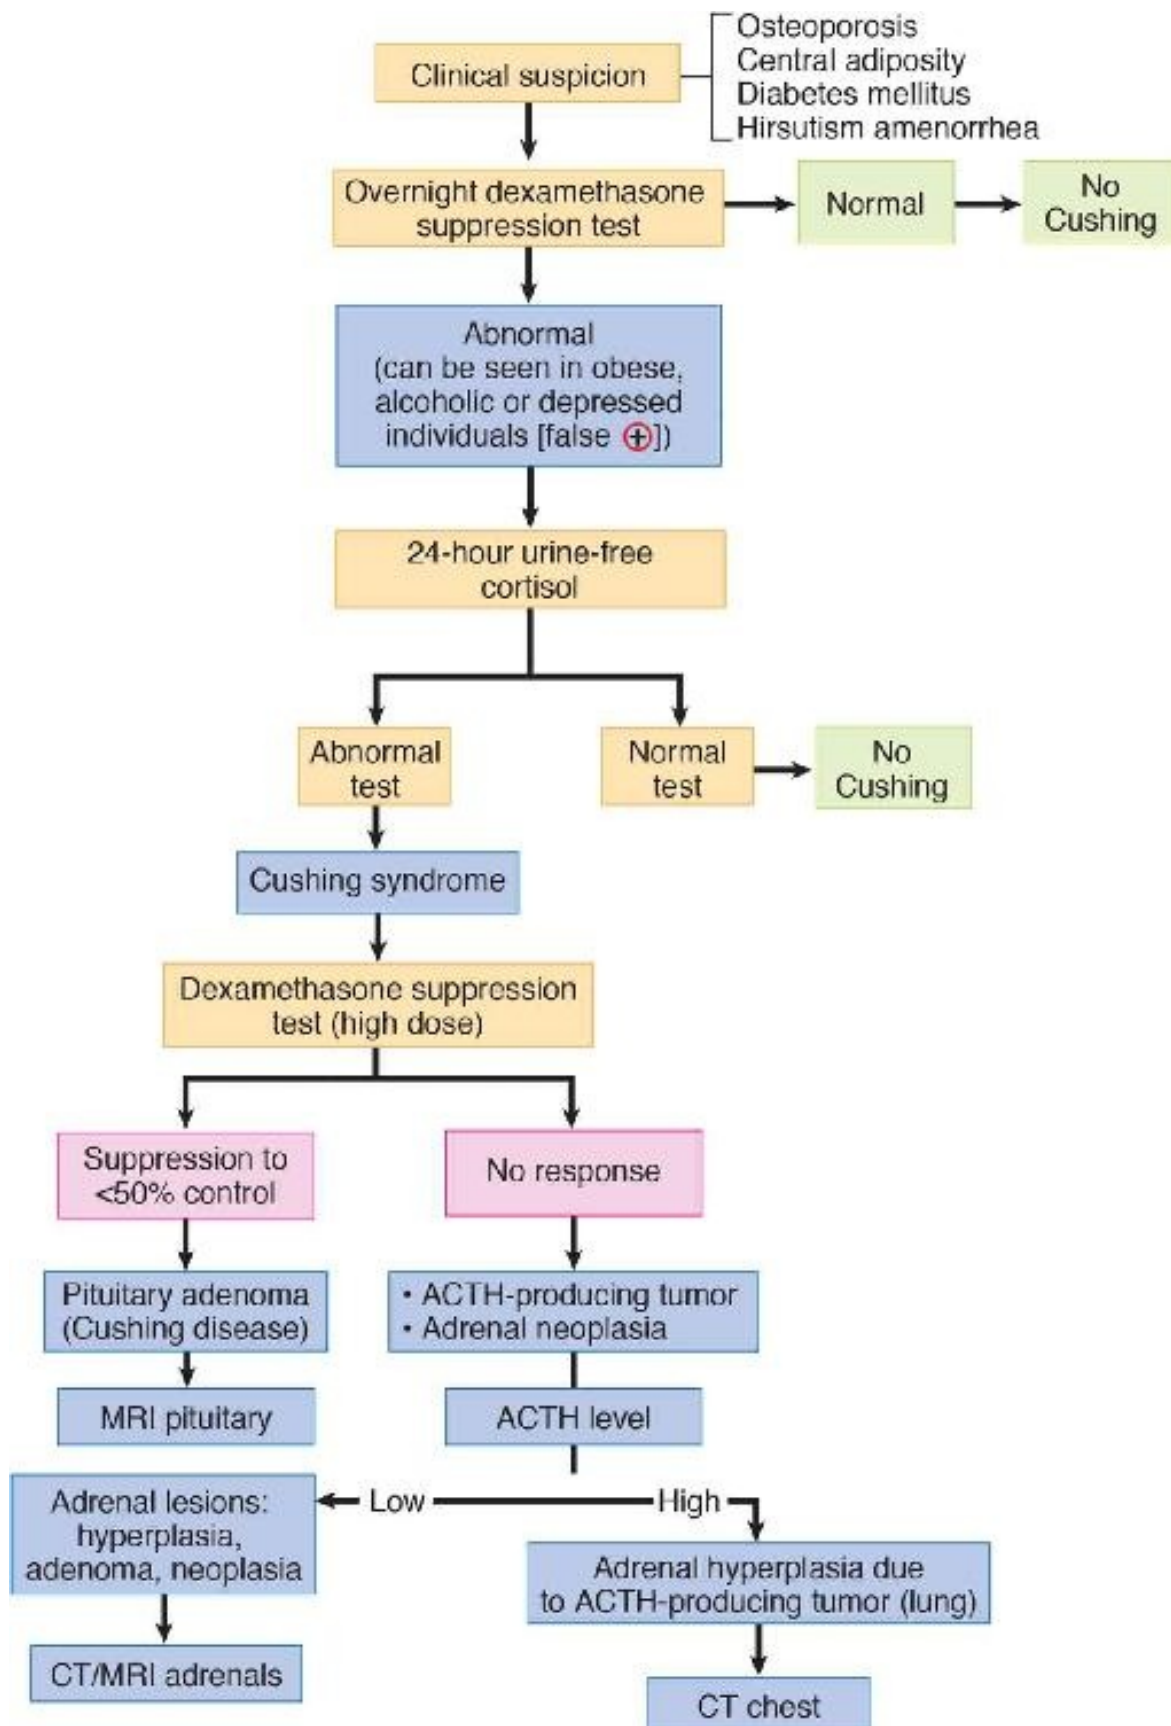 Clinical suspicion
Osteoporosis
Central adiposity
Diabetes mellitus
Hirsutism amenorrhea
Overnight dexamethasone
suppression test
Normal
No
Cushing
Abnormal
(can be seen in obese,
alcoholic or depressed
individuals [false +])
24-hour urine-free
cortisol
Abnormal
test
Normal
test
No
Cushing
Cushing syndrome
Dexamethasone suppression
test (high dose)
Suppression to
<50% control
No response
Pituitary adenoma
(Cushing disease)
• ACTH-producing tumor
• Adrenal neoplasia
MRI pituitary
ACTH level
Low
High
Adrenal lesions:
hyperplasia,
adenoma, neoplasia
Adrenal hyperplasia due
to ACTH-producing tumor (lung)
CT/MRI adrenals
CT chest